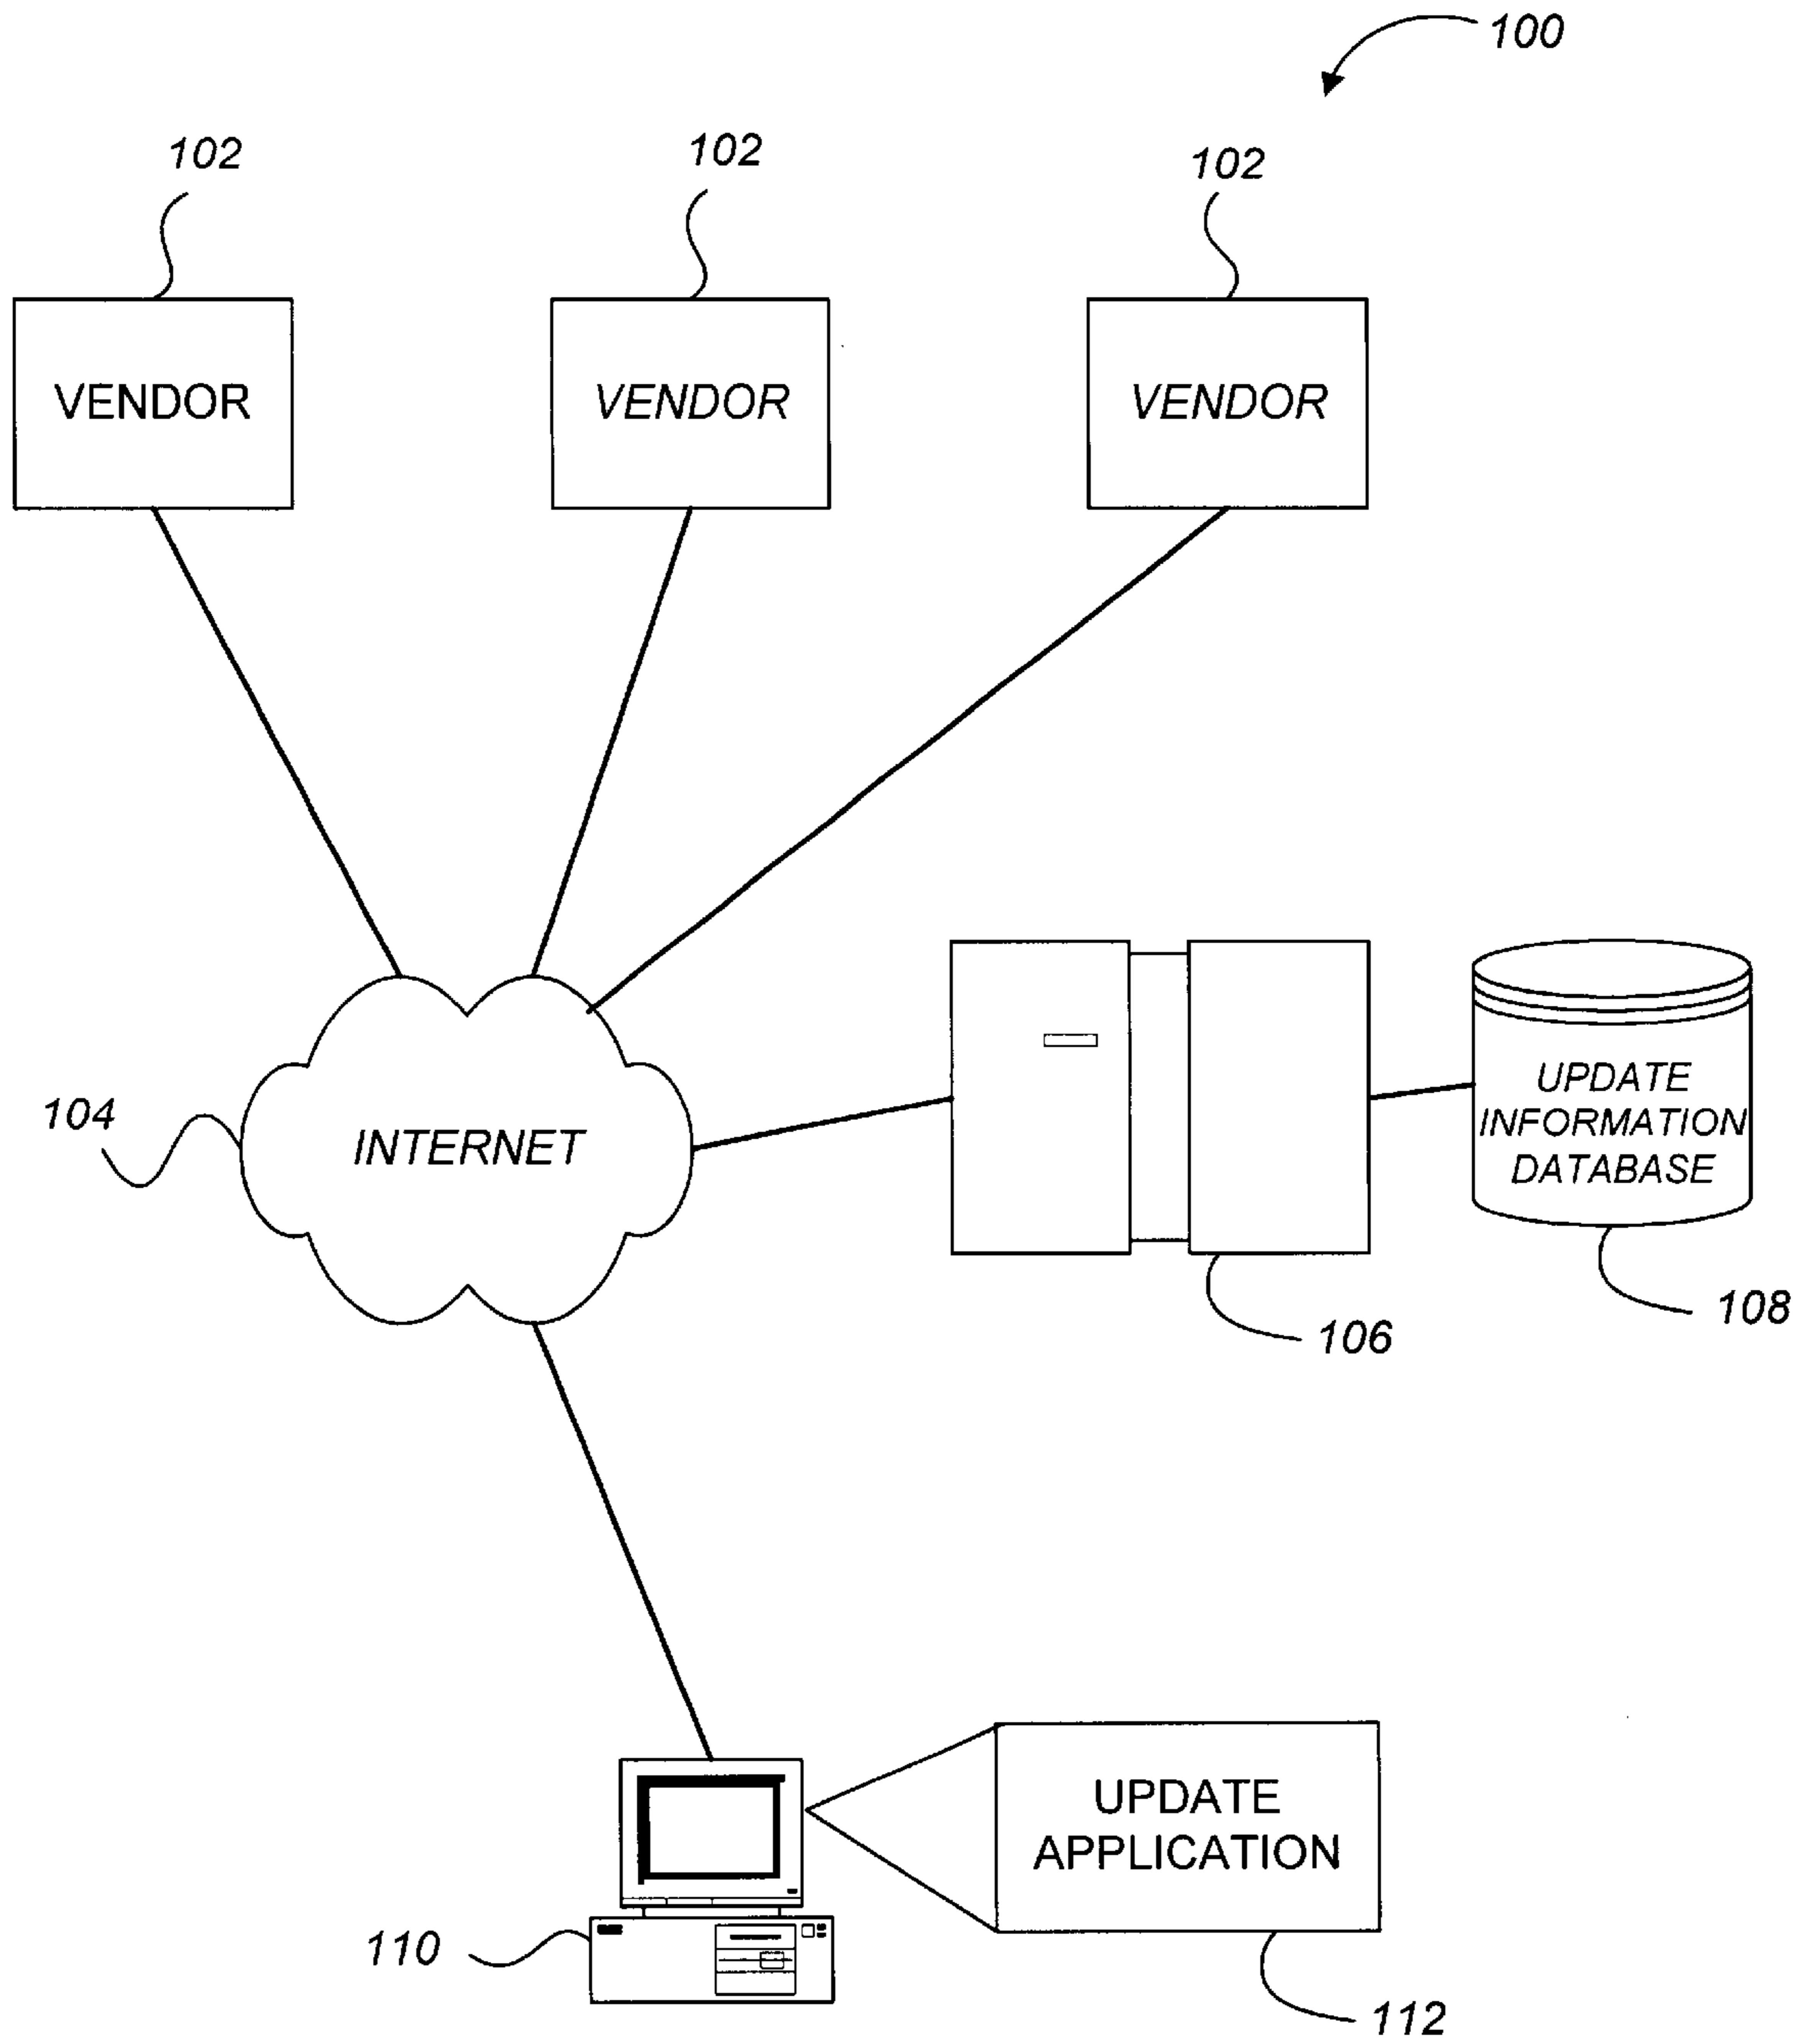 100
102
102
102
VENDOR
VENDOR
VENDOR
104
INTERNET
UPDATE
INFORMATION
DATABASE
106
108
UPDATE
APPLICATION
110
112